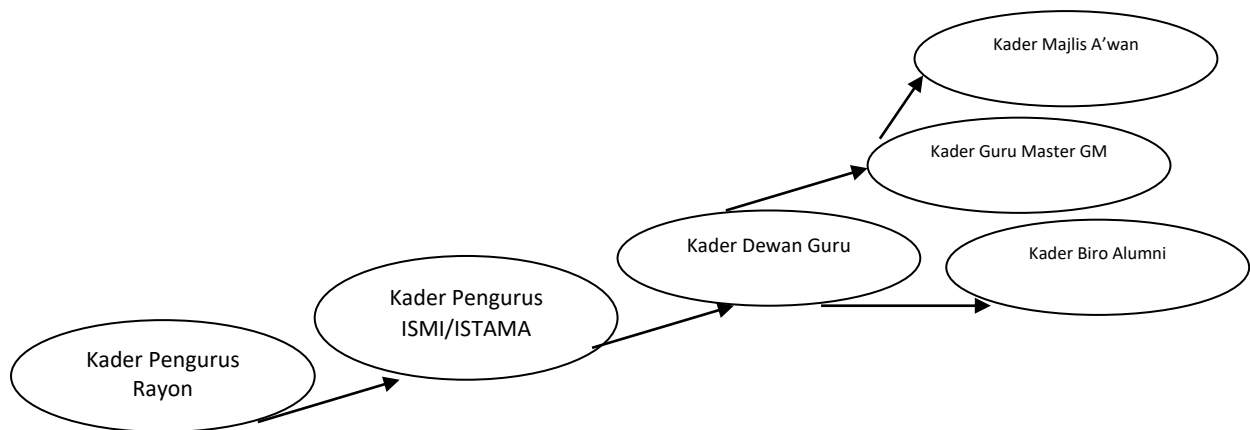 Kader Majlis A’wan
Kader Guru Master GM
Kader Dewan Guru
Kader Biro Alumni
Kader Pengurus
ISMI/ISTAMA
Kader Pengurus
Rayon